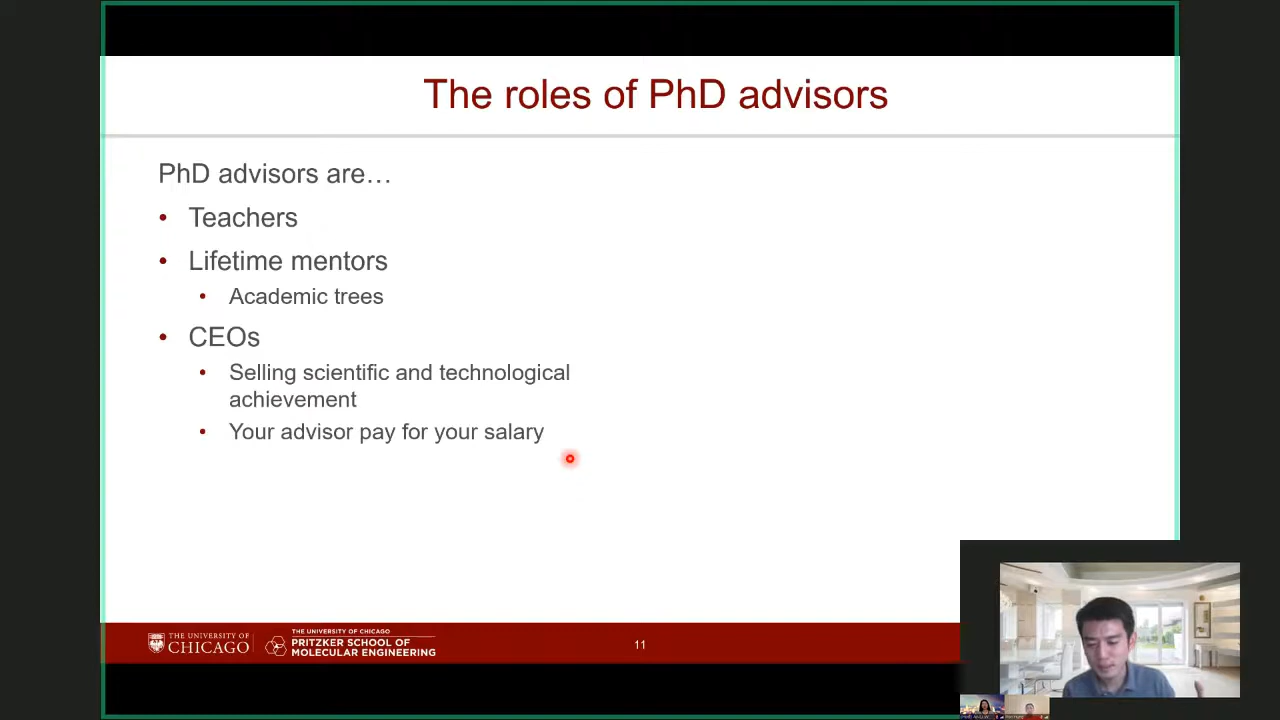 The roles of PhD advisors
PhD advisors are…
• Teachers
• Lifetime mentors
• Academic trees
• CEOs
• Selling scientific and technological
achievement
• Your advisor pay for your salary
THE UNIVERSITY OF
CHICAGO
THE UNIVERSITY OF CHICAGO
PRITZKER SCHOOL OF
MOLECULAR ENGINEERING
11